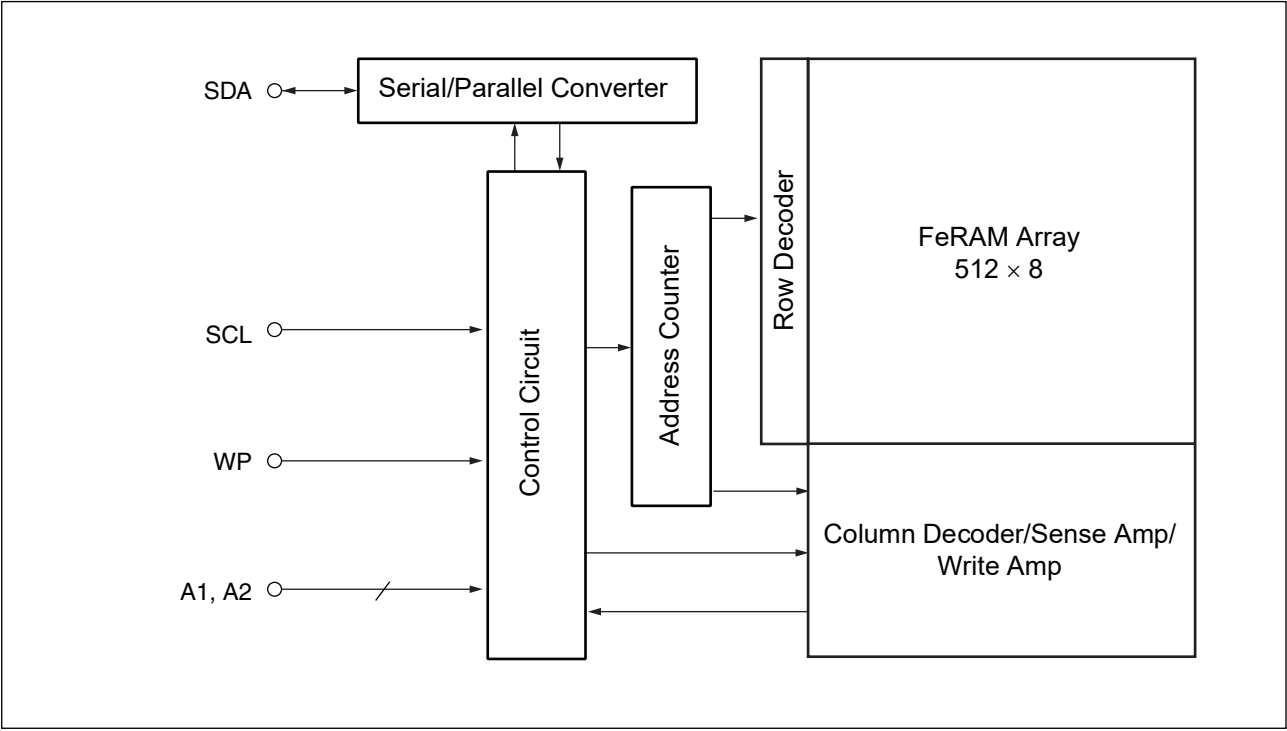 SDA
Serial/Parallel Converter
SCL
WP
A1, A2
Control Circuit
Address Counter
Row Decoder
FeRAM Array
512 × 8
Column Decoder/Sense Amp/
Write Amp